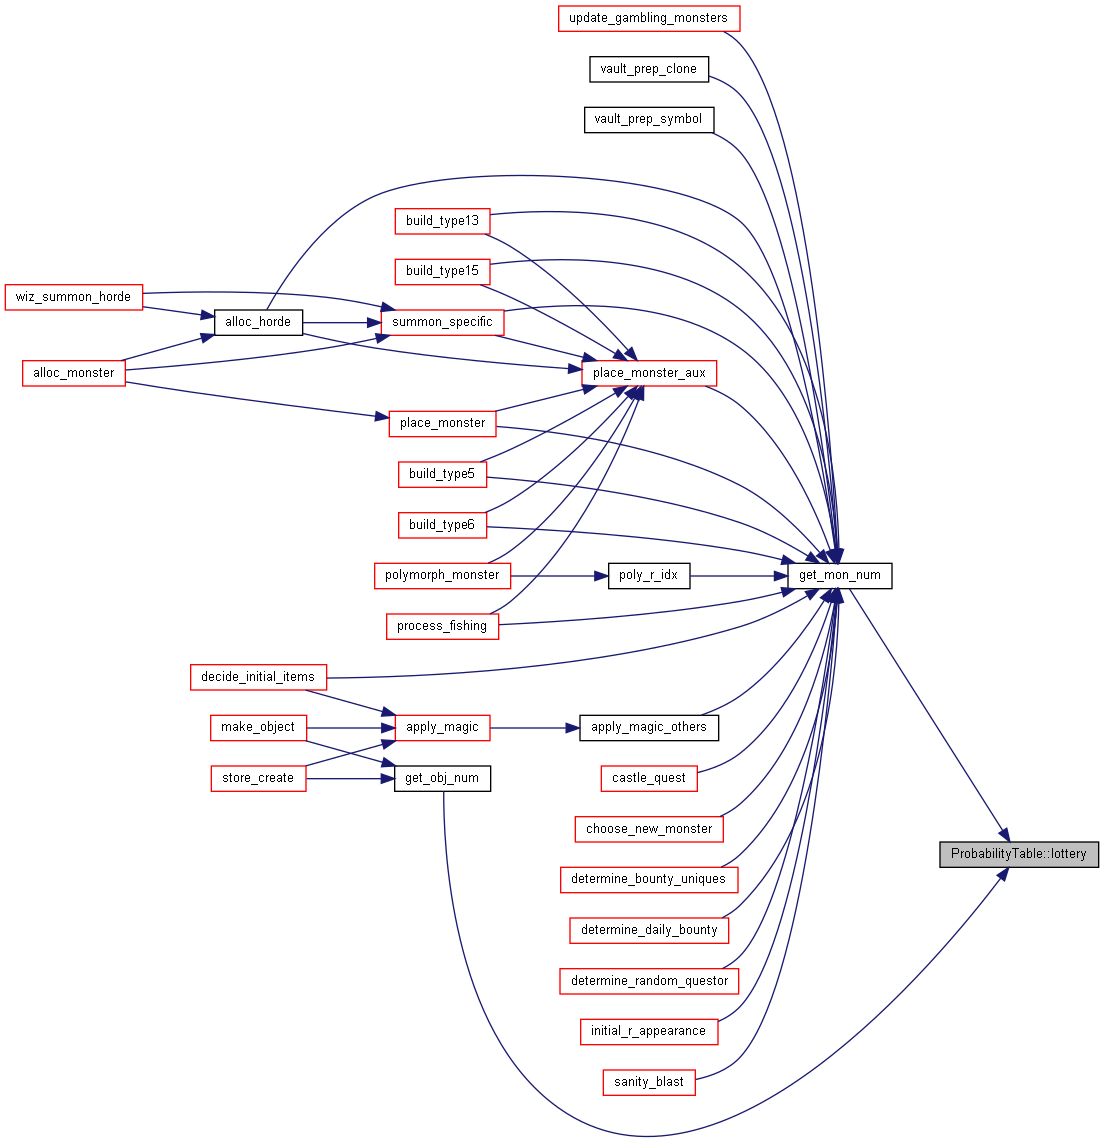 update_gambling_monsters
vault_prep_clone
vault_prep_symbol
build_type13
build_type15
wiz_summon_horde
alloc_horde
summon_specific
alloc_monster
place_monster_aux
place_monster
build_type5
build_type6
polymorph_monster
poly_r_idx
get_mon_num
process_fishing
decide_initial_items
make_object
apply_magic
apply_magic_others
store_create
get_obj_num
castle_quest
choose_new_monster
ProbabilityTable::lottery
determine_bounty_uniques
determine_daily_bounty
determine_random_questor
initial_r_appearance
sanity_blast